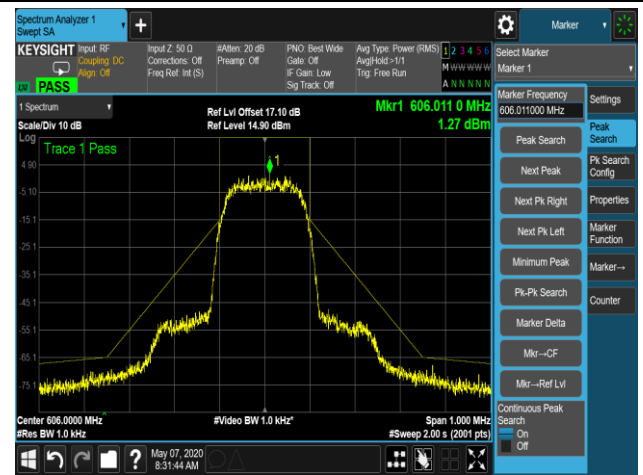 Spectrum Analyzer 1
Swept SA
+
Marker
KEYSIGHT
Input: RF
Coupling: DC
Align: Off
Input Z: 50 Ω
Corrections: Off
Freq Ref: Int (S)
#Atten: 20 dB
Preamp: Off
PNO: Best Wide
Gate: Off
IF Gain: Low
Sig Track: Off
Avg Type: Power (RMS)
Avg|Hold:>1/1
Trig: Free Run
1 2 3 4 5 6
M W W W W W
A N N N N N
LXI PASS
Select Marker
Marker 1
1 Spectrum
Scale/Div 10 dB
Ref Lvl Offset 17.10 dB
Ref Level 14.90 dBm
Mkr1 606.011 0 MHz
1.27 dBm
Log
Trace 1 Pass
1
4.90
-5.10
-15.1
-25.1
-35.1
-45.1
-55.1
-65.1
-75.1
Center 606.0000 MHz
#Res BW 1.0 kHz
#Video BW 1.0 kHz*
Span 1.000 MHz
#Sweep 2.00 s (2001 pts)
Marker Frequency
606.011000 MHz
Peak Search
Next Peak
Next Pk Right
Next Pk Left
Minimum Peak
Pk-Pk Search
Marker Delta
Mkr→CF
Mkr→Ref Lvl
Continuous Peak
Search
On
Off
Settings
Peak
Search
Pk Search
Config
Properties
Marker
Function
Marker→
Counter
?
May 07, 2020
8:31:44 AM